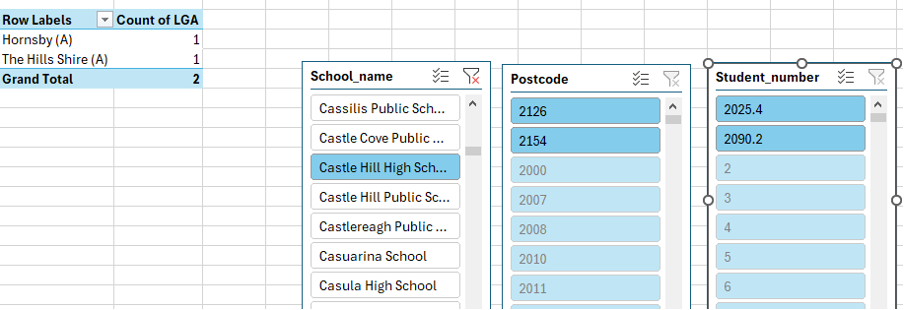 Row Labels Count of LGA
Hornsby (A) 1
The Hills Shire (A) 1
Grand Total 2
School_name
Cassilis Public Sch...
Castle Cove Public ...
Castle Hill High Sch...
Castle Hill Public Sc...
Castlereagh Public ...
Casuarina School
Casula High School
Postcode
2126
2154
2000
2007
2008
2010
2011
Student_number
2025.4
2090.2
2
3
4
5
6